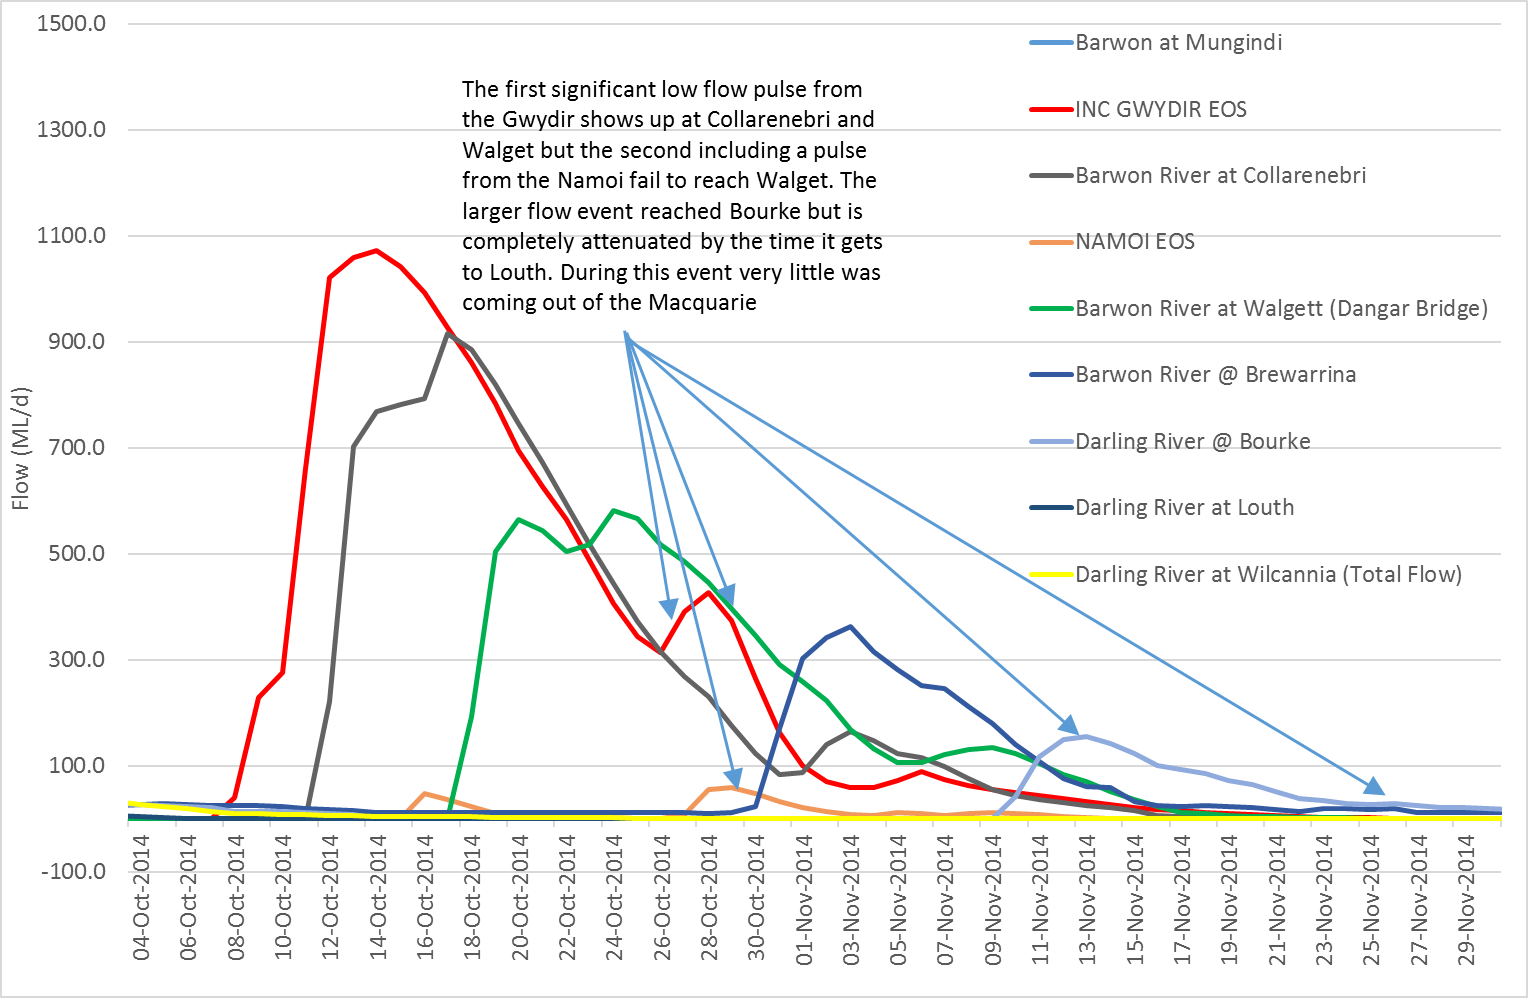 1500.0
1300.0
1100.0
900.0
700.0
500.0
300.0
100.0
-100.0
Flow (ML/d)
The first significant low flow pulse from
the Gwydir shows up at Collarenebri and
Walget but the second including a pulse
from the Namoi fail to reach Walget. The
larger flow event reached Bourke but is
completely attenuated by the time it gets
to Louth. During this event very little was
coming out of the Macquarie
Barwon at Mungindi
INC GWYDIR EOS
Barwon River at Collarenebri
NAMOI EOS
Barwon River at Walgett (Dangar Bridge)
Barwon River @ Brewarrina
Darling River @ Bourke
Darling River at Louth
Darling River at Wilcannia (Total Flow)
04-Oct-2014
06-Oct-2014
08-Oct-2014
10-Oct-2014
12-Oct-2014
14-Oct-2014
16-Oct-2014
18-Oct-2014
20-Oct-2014
22-Oct-2014
24-Oct-2014
26-Oct-2014
28-Oct-2014
30-Oct-2014
01-Nov-2014
03-Nov-2014
05-Nov-2014
07-Nov-2014
09-Nov-2014
11-Nov-2014
13-Nov-2014
15-Nov-2014
17-Nov-2014
19-Nov-2014
21-Nov-2014
23-Nov-2014
25-Nov-2014
27-Nov-2014
29-Nov-2014